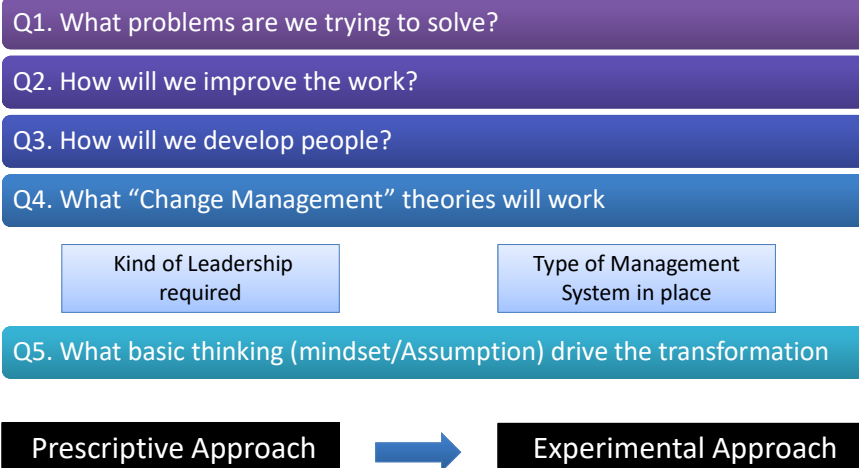 Q1. What problems are we trying to solve?
Q2. How will we improve the work?
Q3. How will we develop people?
Q4. What “Change Management” theories will work
Kind of Leadership
required
Type of Management
System in place
Q5. What basic thinking (mindset/Assumption) drive the transformation
Prescriptive Approach
Experimental Approach